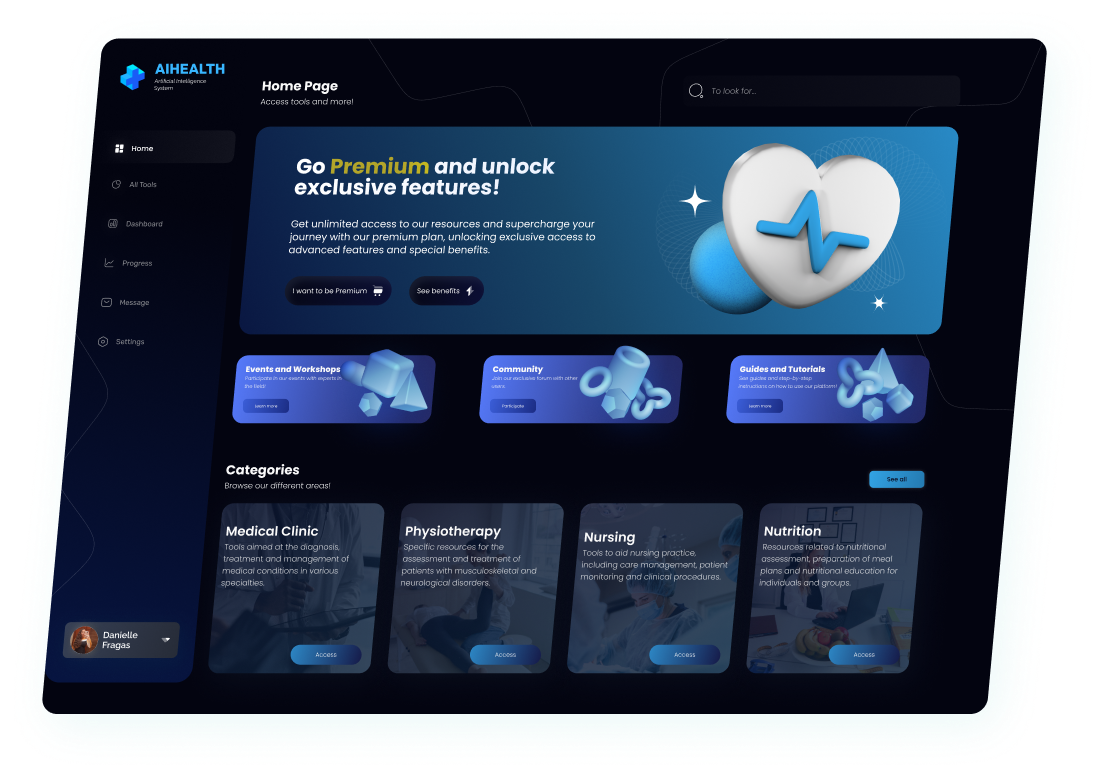 AIHEALTH
Artificial Intelligence
System
Home Page
Access tools and more!
To look for...
Home
All Tools
Dashboard
Progress
Message
Settings
Danielle
Fragas
Go Premium and unlock
exclusive features!
Get unlimited access to our resources and supercharge your
journey with our premium plan, unlocking exclusive access to
advanced features and special benefits.
I want to be Premium
See benefits
Events and Workshops
Participate in our events with experts in
the field!
Learn more
Community
Join our exclusive forum with other
users.
Participate
Guides and Tutorials
See guides and step-by-step
instructions on how to use our platform!
Learn more
Categories
Browse our different areas!
See all
Medical Clinic
Tools aimed at the diagnosis,
treatment and management of
medical conditions in various
specialties.
Access
Physiotherapy
Specific resources for the
assessment and treatment of
patients with musculoskeletal and
neurological disorders.
Access
Nursing
Tools to aid nursing practice,
including care management, patient
monitoring and clinical procedures.
Access
Nutrition
Resources related to nutritional
assessment, preparation of meal
plans and nutritional education for
individuals and groups.
Access